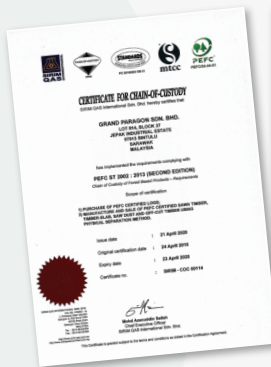 SIRIM
QAS
STANDARDS
mtcc
PEFC
CERTIFICATE FOR CHAIN-OF-CUSTODY
SIRIM QAS International Sdn. Bhd. hereby certifies that
GRAND PARAGON SDN. BHD.
LOT 914, BLOCK 37
JEPAK INDUSTRIAL ESTATE
97013 BINTULU
SARAWAK
MALAYSIA
has implemented the requirements complying with
PEFC ST 2002 : 2013 (SECOND EDITION)
Chain of Custody of Forest Based Products – Requirements
Scope of certification
1) PURCHASE OF PEFC CERTIFIED LOGS;
2) MANUFACTURE AND SALE OF PEFC CERTIFIED SAWN TIMBER,
TIMBER SLAB, SAW DUST AND OFF-CUT TIMBER USING
PHYSICAL SEPARATION METHOD.
Issue date : 21 April 2020
Original certification date : 24 April 2015
Expiry date : 23 April 2025
Certificate no. : SIRIM - COC 00114
Chief Executive Officer
SIRIM QAS International Sdn. Bhd.